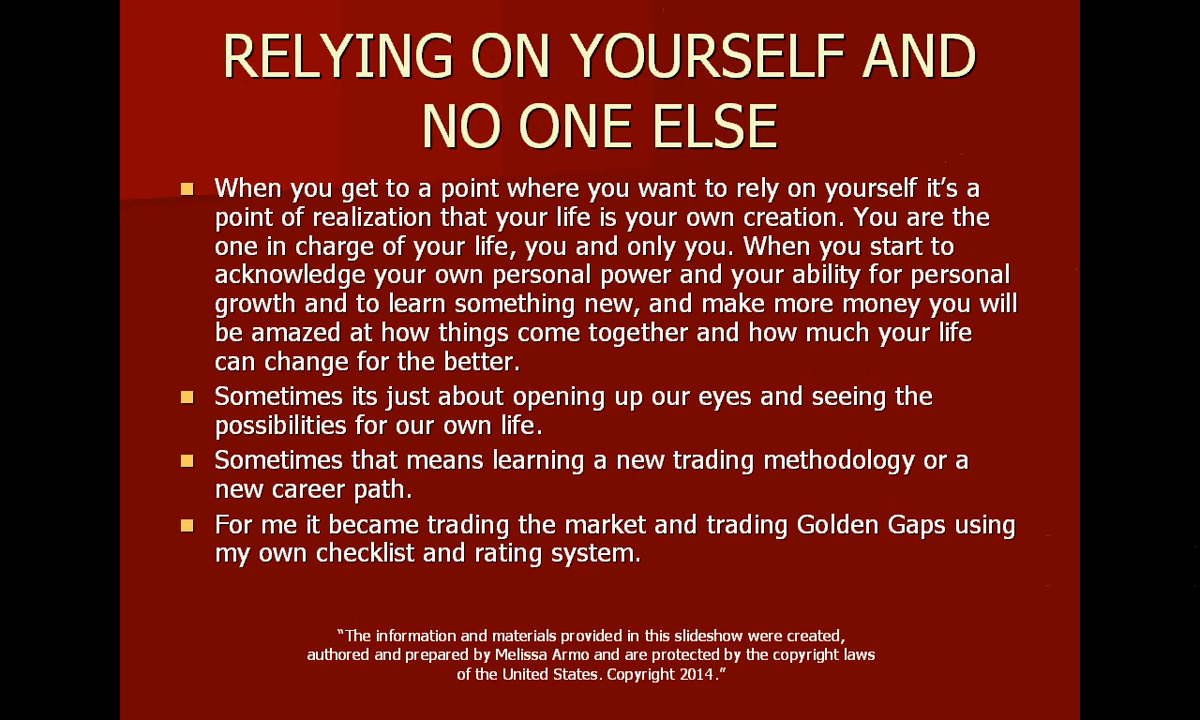 RELYING ON YOURSELF AND
NO ONE ELSE
When you get to a point where you want to rely on yourself it’s a
point of realization that your life is your own creation. You are the
one in charge of your life, you and only you. When you start to
acknowledge your own personal power and your ability for personal
growth and to learn something new, and make more money you will
be amazed at how things come together and how much your life
can change for the better.
Sometimes its just about opening up our eyes and seeing the
possibilities for our own life.
Sometimes that means learning a new trading methodology or a
new career path.
For me it became trading the market and trading Golden Gaps using
my own checklist and rating system.
“The information and materials provided in this slideshow were created,
authored and prepared by Melissa Armo and are protected by the copyright laws
of the United States. Copyright 2014.”